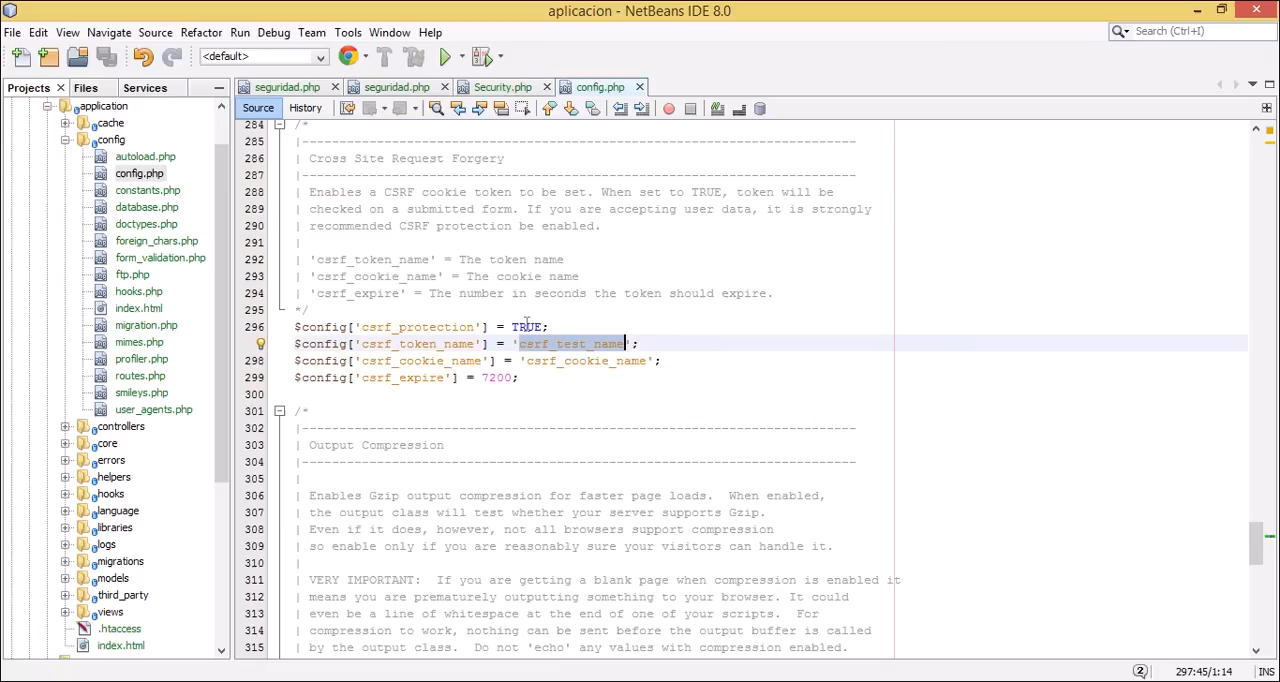 aplicacion - NetBeans IDE 8.0
File Edit View Navigate Source Refactor Run Debug Team Tools Window Help
Search (Ctrl+I)
<default>
Projects Files Services
seguridad.php seguridad.php Security.php config.php
Source History
application
cache
config
autoload.php
config.php
constants.php
database.php
doctypes.php
foreign_chars.php
form_validation.php
ftp.php
hooks.php
index.html
migration.php
mimes.php
profiler.php
routes.php
smileys.php
user_agents.php
controllers
core
errors
helpers
hooks
language
libraries
logs
migrations
models
third_party
views
.htaccess
index.html
284 /*
285 |--------------------------------------------------------------------------
286 | Cross Site Request Forgery
287 |--------------------------------------------------------------------------
288 | Enables a CSRF cookie token to be set. When set to TRUE, token will be
289 | checked on a submitted form. If you are accepting user data, it is strongly
290 | recommended CSRF protection be enabled.
291 |
292 | 'csrf_token_name' = The token name
293 | 'csrf_cookie_name' = The cookie name
294 | 'csrf_expire' = The number in seconds the token should expire.
295 */
296 $config['csrf_protection'] = TRUE;
$config['csrf_token_name'] = 'csrf_test_name';
298 $config['csrf_cookie_name'] = 'csrf_cookie_name';
299 $config['csrf_expire'] = 7200;
300
301 /*
302 |--------------------------------------------------------------------------
303 | Output Compression
304 |--------------------------------------------------------------------------
305 |
306 | Enables Gzip output compression for faster page loads.  When enabled,
307 | the output class will test whether your server supports Gzip.
308 | Even if it does, however, not all browsers support compression
309 | so enable only if you are reasonably sure your visitors can handle it.
310 |
311 | VERY IMPORTANT:  If you are getting a blank page when compression is enabled it
312 | means you are prematurely outputting something to your browser. It could
313 | even be a line of whitespace at the end of one of your scripts.  For
314 | compression to work, nothing can be sent before the output buffer is called
315 | by the output class.  Do not 'echo' any values with compression enabled.
2 297:45/1:14 INS